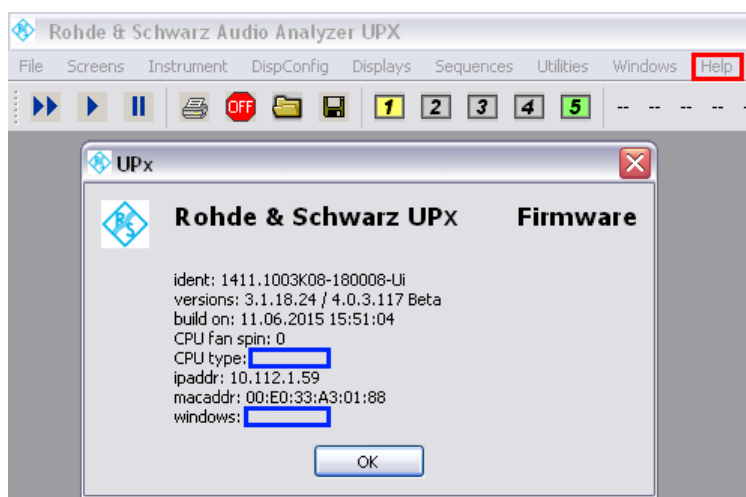 Rohde & Schwarz Audio Analyzer UPX
File Screens Instrument DispConfig Displays Sequences Utilities Windows Help
OFF 1 2 3 4 5 -- -- -- --
UPx
R&S Rohde & Schwarz UPX Firmware
ident: 1411.1003K08-180008-Ui
versions: 3.1.18.24 / 4.0.3.117 Beta
build on: 11.06.2015 15:51:04
CPU fan spin: 0
CPU type:
ipaddr: 10.112.1.59
macaddr: 00:E0:33:A3:01:88
windows:
OK